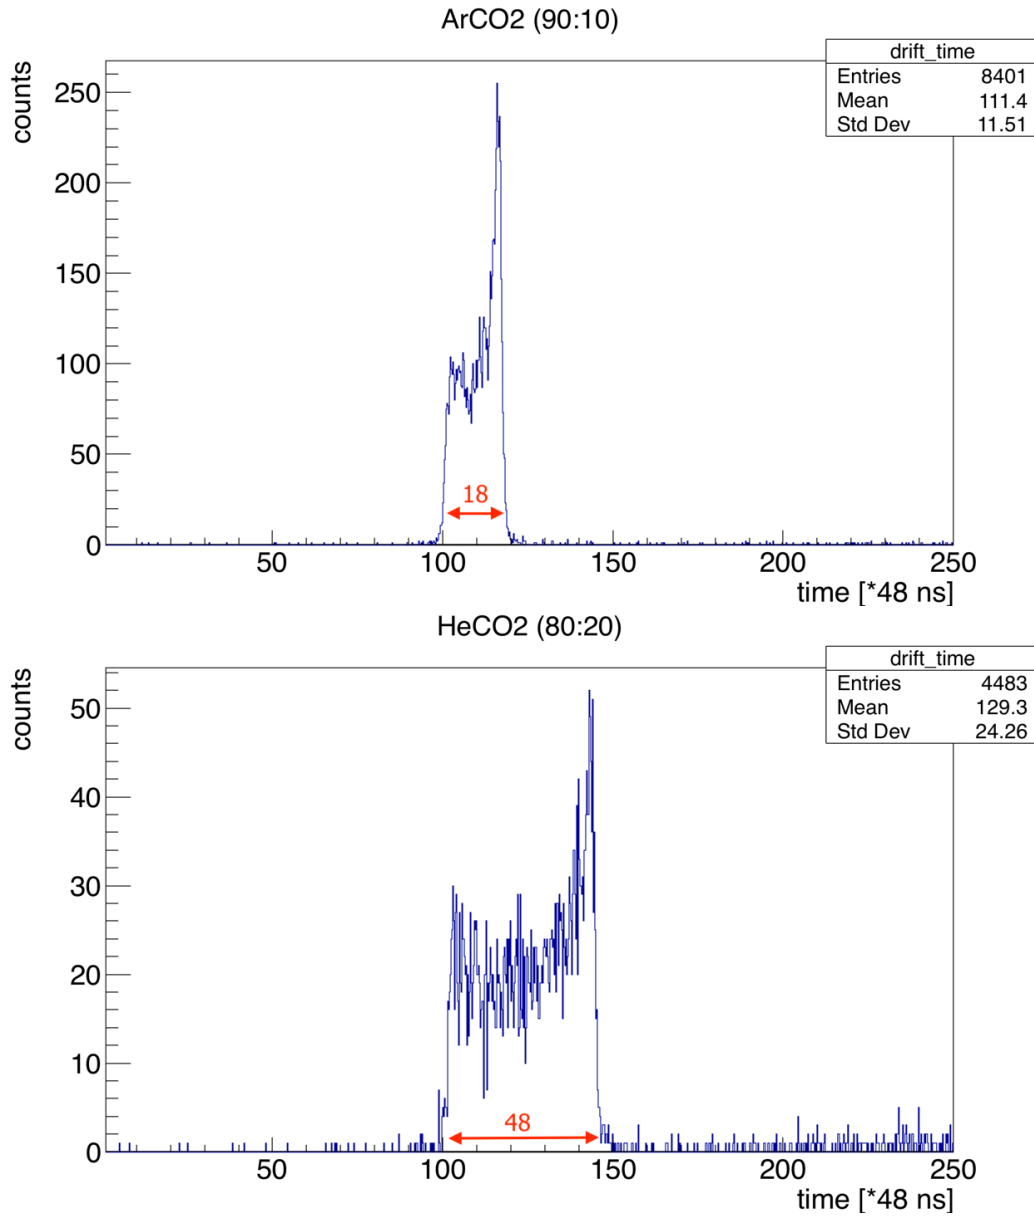 ArCO2 (90:10)
drift_time
Entries 8401
Mean 111.4
Std Dev 11.51
counts
250
200
150
100
50
0
18
50 100 150 200 250
time [*48 ns]
HeCO2 (80:20)
drift_time
Entries 4483
Mean 129.3
Std Dev 24.26
counts
50
40
30
20
10
0
48
50 100 150 200 250
time [*48 ns]